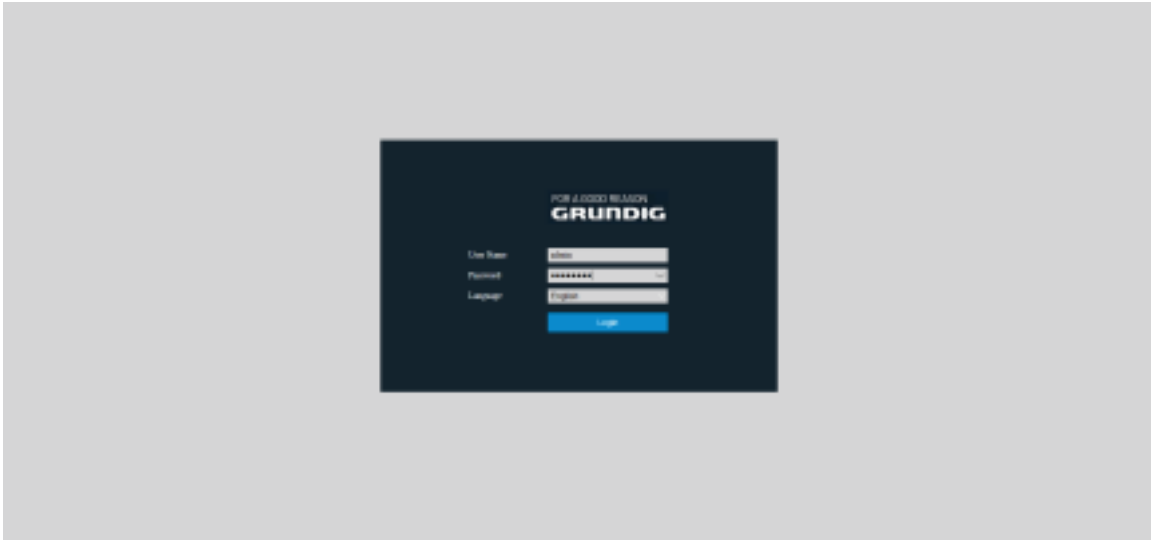 FOR A GOOD REASON
GRUNDIG
User Name admin
Password ••••••••
Language English
Login